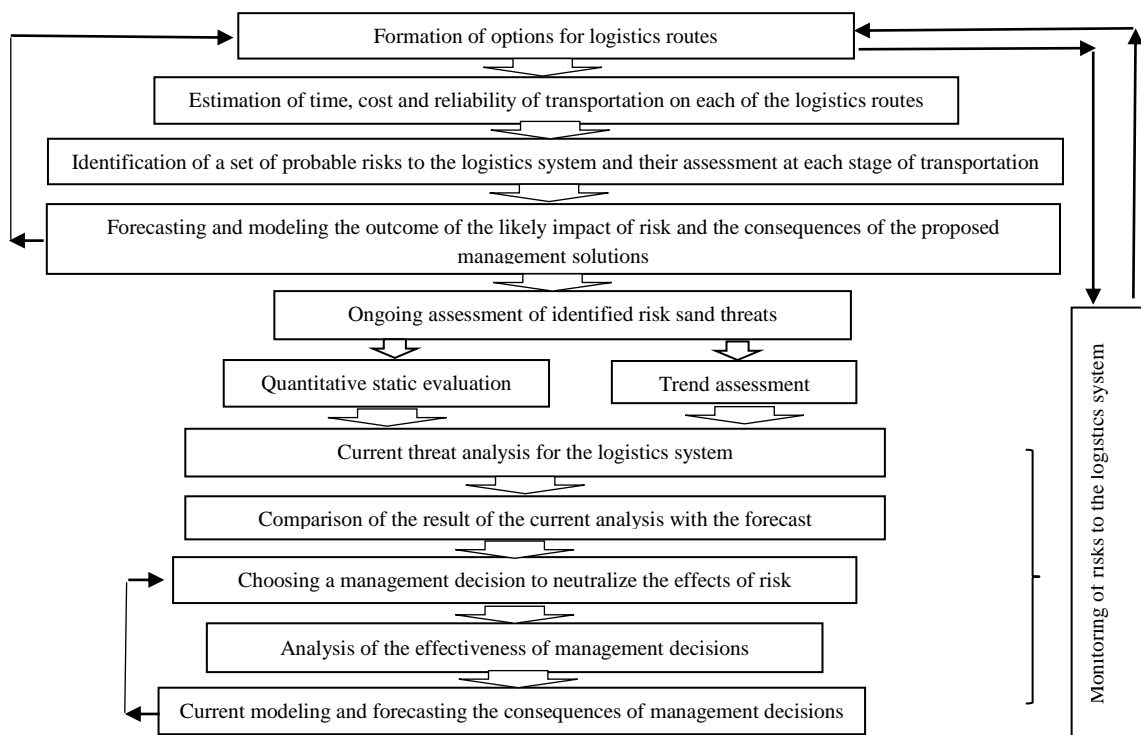 Formation of options for logistics routes
Estimation of time, cost and reliability of transportation on each of the logistics routes
Identification of a set of probable risks to the logistics system and their assessment at each stage of transportation
Forecasting and modeling the outcome of the likely impact of risk and the consequences of the proposed
management solutions
Ongoing assessment of identified risk sand threats
Quantitative static evaluation
Trend assessment
Current threat analysis for the logistics system
Comparison of the result of the current analysis with the forecast
Choosing a management decision to neutralize the effects of risk
Analysis of the effectiveness of management decisions
Current modeling and forecasting the consequences of management decisions
Monitoring of risks to the logistics system